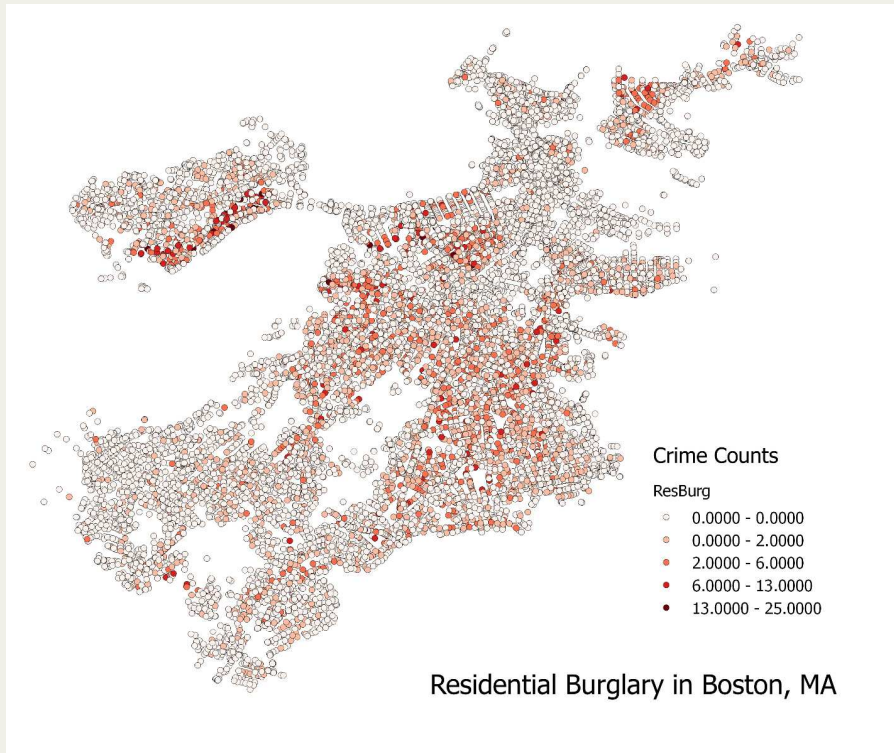 Crime Counts
ResBurg
0.0000 - 0.0000
0.0000 - 2.0000
2.0000 - 6.0000
6.0000 - 13.0000
13.0000 - 25.0000
Residential Burglary in Boston, MA